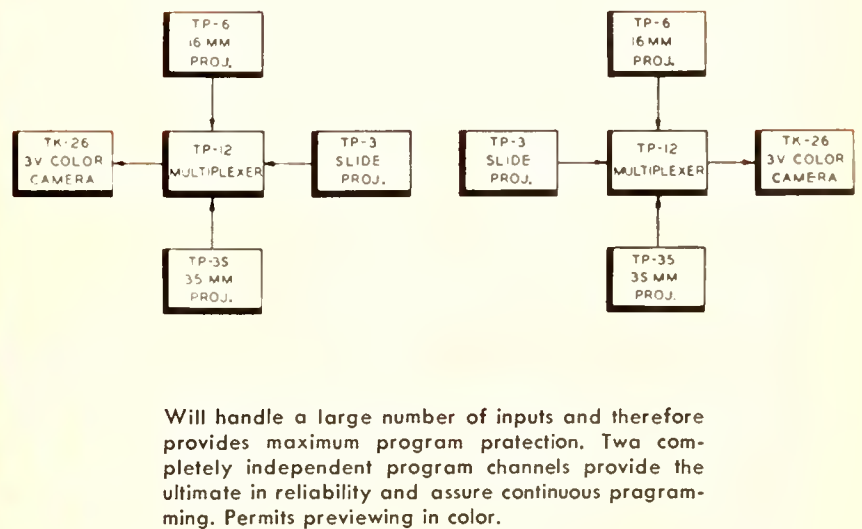 TP-6
16 MM
PROJ.
TP-6
16 MM
PROJ.
TK-26
3V COLOR
CAMERA
TP-12
MULTIPLEXER
TP-3
SLIDE
PROJ.
TP-3
SLIDE
PROJ.
TP-12
MULTIPLEXER
TK-26
3V COLOR
CAMERA
TP-35
35 MM
PROJ.
TP-35
35 MM
PROJ.
Will handle a large number of inputs and therefore
provides maximum program pratection. Twa com-
pletely independent program channels provide the
ultimate in reliability and assure continuous pragram-
ming. Permits previewing in color.